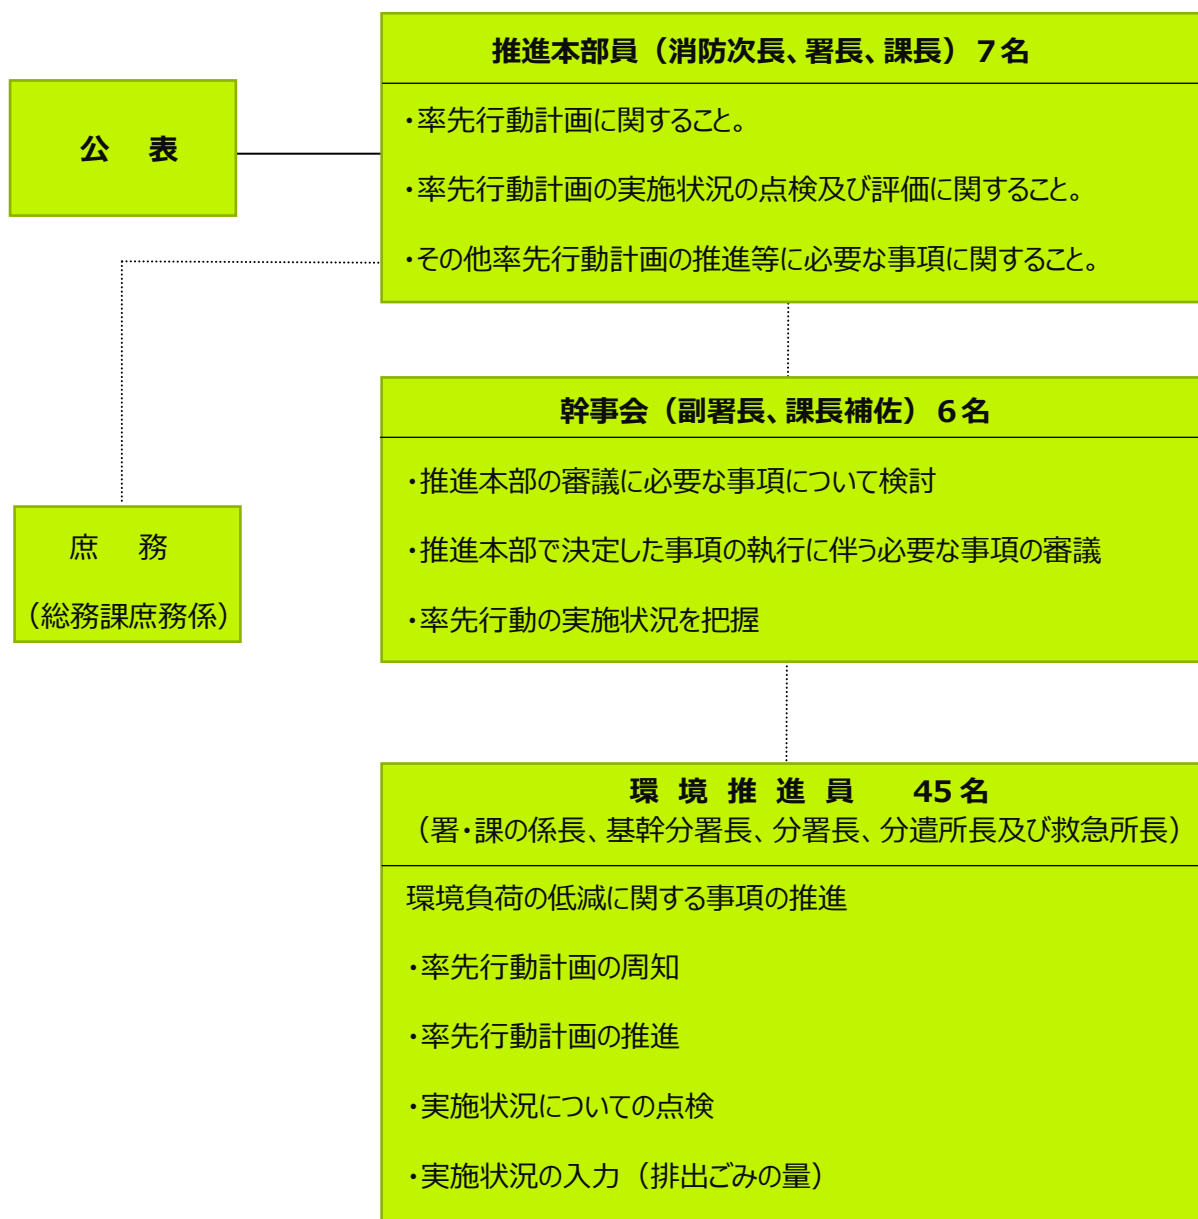 推進本部員（消防次長、署長、課長）７名
公　表
・率先行動計画に関すること。
・率先行動計画の実施状況の点検及び評価に関すること。
・その他率先行動計画の推進等に必要な事項に関すること。
幹事会（副署長、課長補佐）６名
・推進本部の審議に必要な事項について検討
・推進本部で決定した事項の執行に伴う必要な事項の審議
・率先行動の実施状況を把握
庶　務
（総務課庶務係）
環 境 推 進 員　　45 名
（署・課の係長、基幹分署長、分署長、分遣所長及び救急所長）
環境負荷の低減に関する事項の推進
・率先行動計画の周知
・率先行動計画の推進
・実施状況についての点検
・実施状況の入力（排出ごみの量）